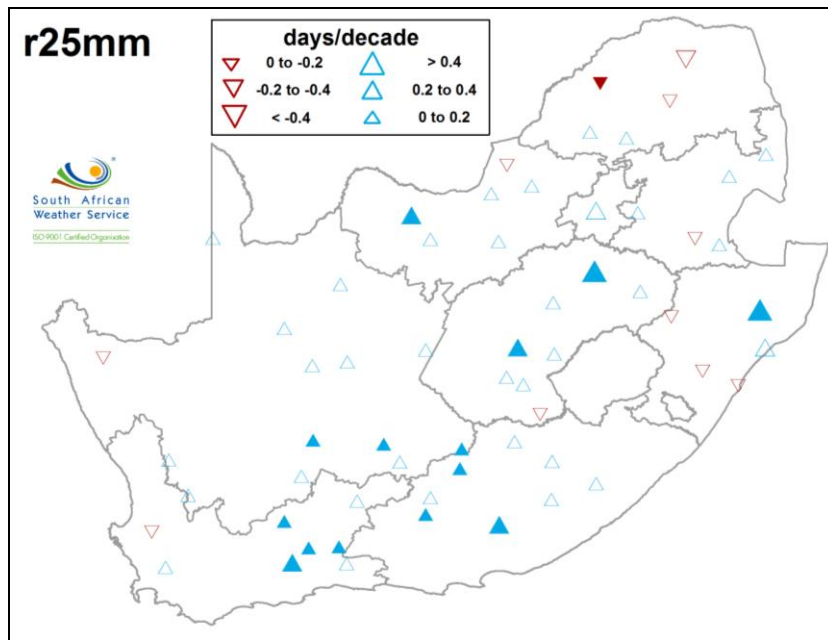 r25mm
days/decade
0 to -0.2
> 0.4
-0.2 to -0.4
0.2 to 0.4
< -0.4
0 to 0.2
South African
Weather Service
ISO 9001 Certified Organisation